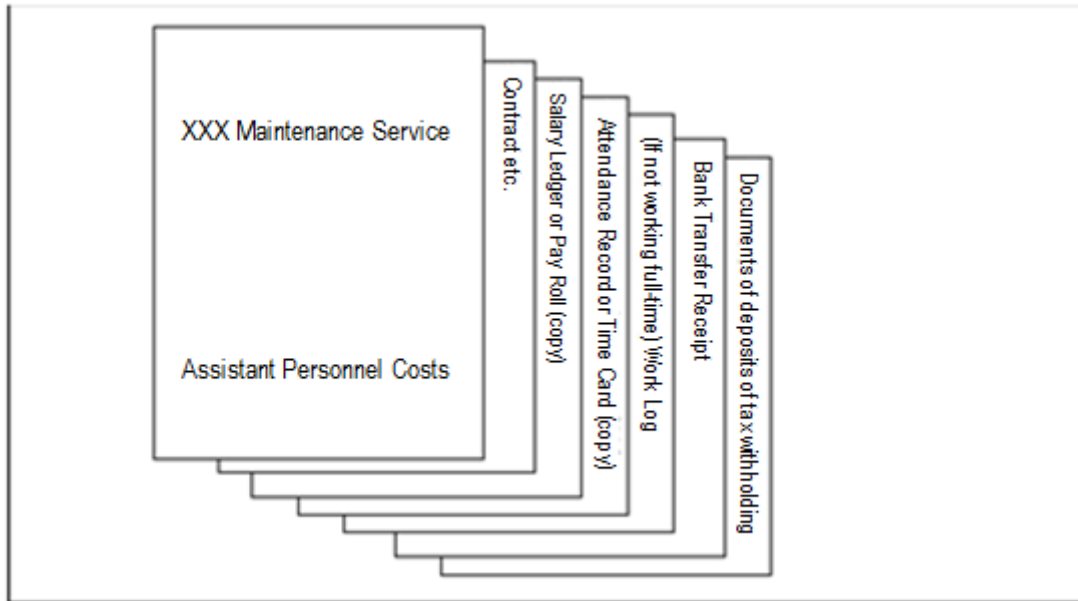 XXX Maintenance Service
Assistant Personnel Costs
Contract etc.
Salary Ledger or Pay Roll (copy)
Attendance Record or Time Card (copy)
(If not working full-time) Work Log
Bank Transfer Receipt
Documents of deposits of tax withholding